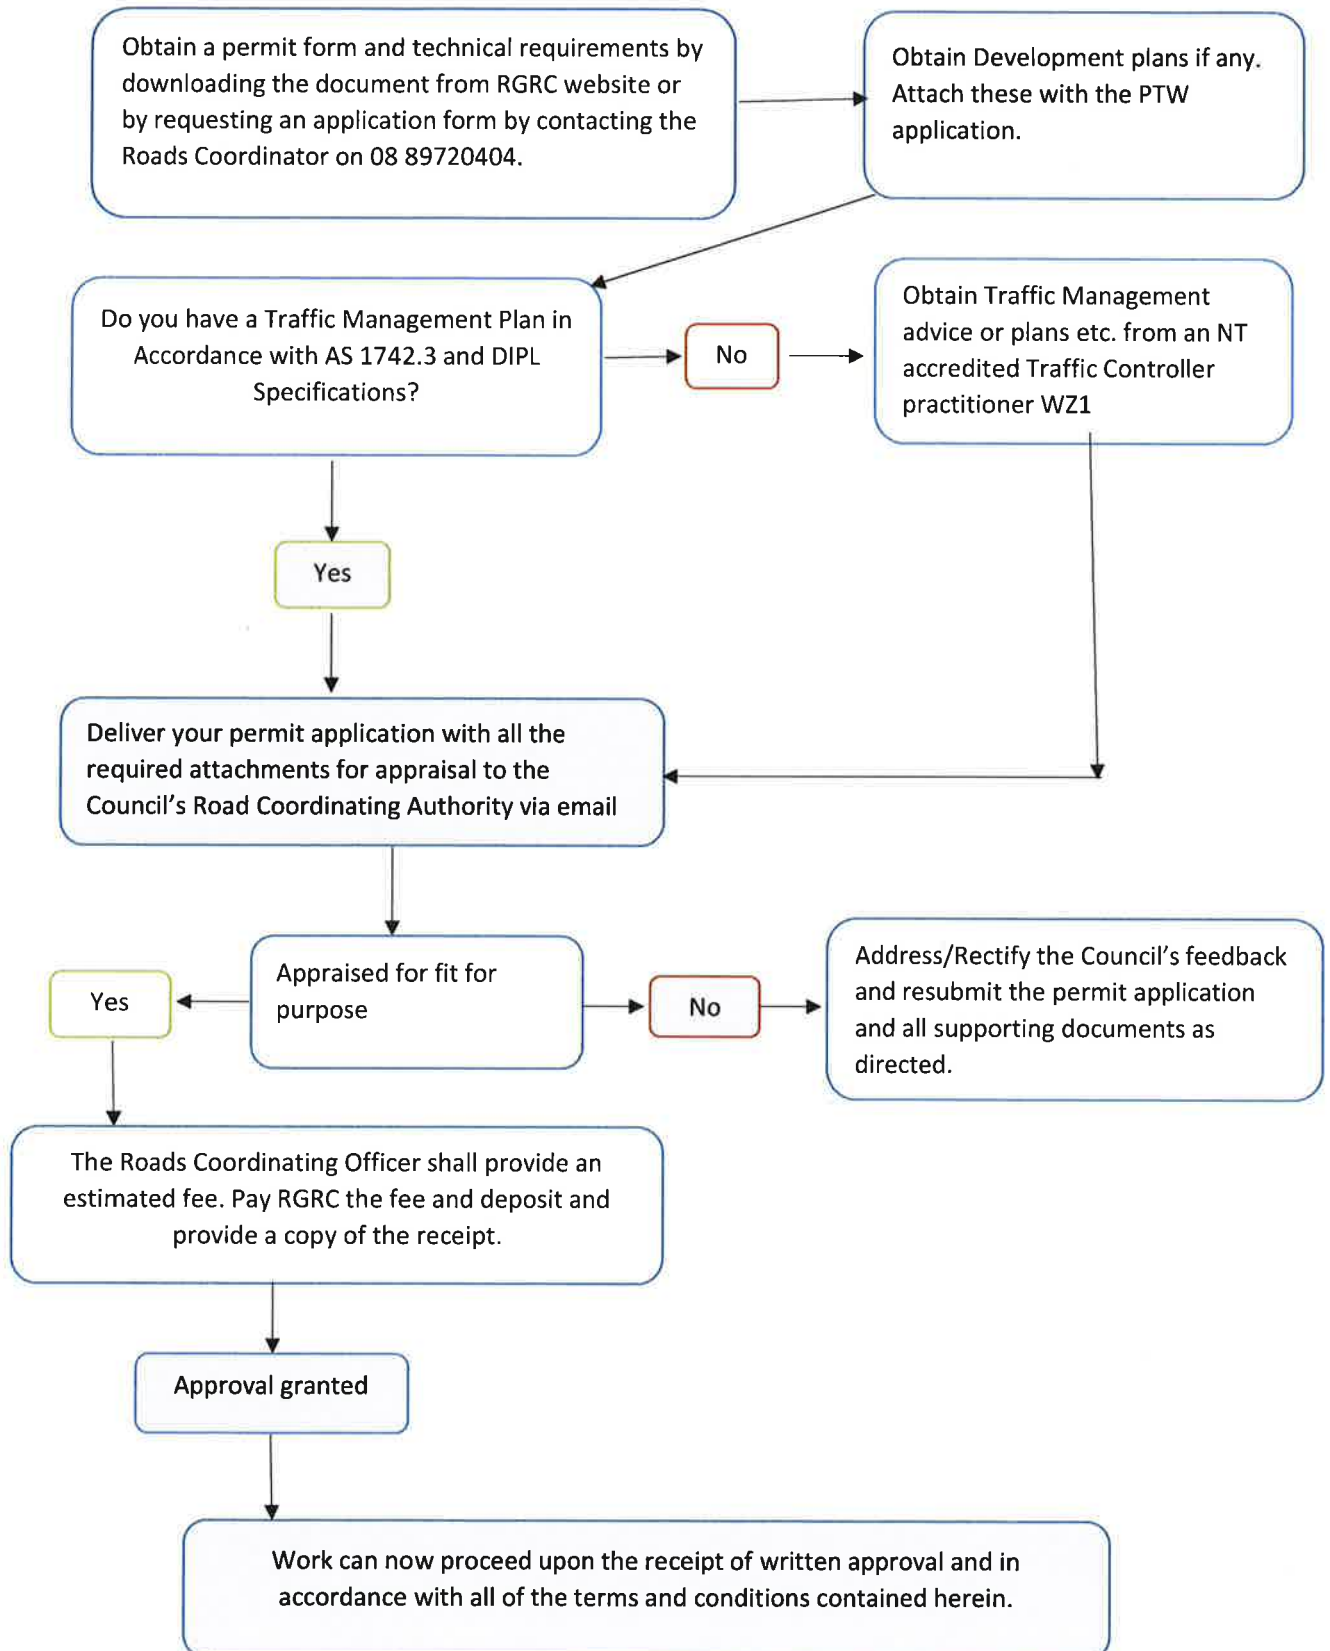 Obtain a permit form and technical requirements by
downloading the document from RGRC website or
by requesting an application form by contacting the
Roads Coordinator on 08 89720404.
Obtain Development plans if any.
Attach these with the PTW
application.
Do you have a Traffic Management Plan in
Accordance with AS 1742.3 and DIPL
Specifications?
No
Obtain Traffic Management
advice or plans etc. from an NT
accredited Traffic Controller
practitioner WZ1
Yes
Deliver your permit application with all the
required attachments for appraisal to the
Council's Road Coordinating Authority via email
Yes
Appraised for fit for
purpose
No
Address/Rectify the Council's feedback
and resubmit the permit application
and all supporting documents as
directed.
The Roads Coordinating Officer shall provide an
estimated fee. Pay RGRC the fee and deposit and
provide a copy of the receipt.
Approval granted
Work can now proceed upon the receipt of written approval and in
accordance with all of the terms and conditions contained herein.